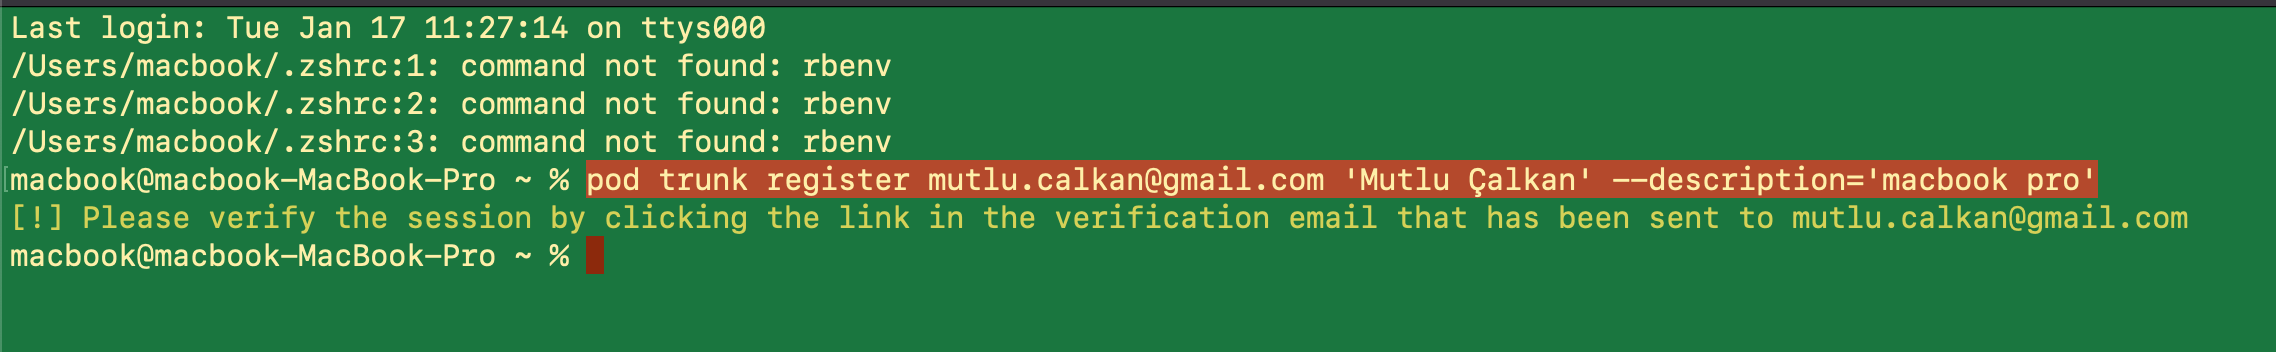 Last login: Tue Jan 17 11:27:14 on ttys000
/Users/macbook/.zshrc:1: command not found: rbenv
/Users/macbook/.zshrc:2: command not found: rbenv
/Users/macbook/.zshrc:3: command not found: rbenv
macbook@macbook-MacBook-Pro ~ % pod trunk register mutlu.calkan@gmail.com 'Mutlu Çalkan' --description='macbook pro'
[!] Please verify the session by clicking the link in the verification email that has been sent to mutlu.calkan@gmail.com
macbook@macbook-MacBook-Pro ~ %